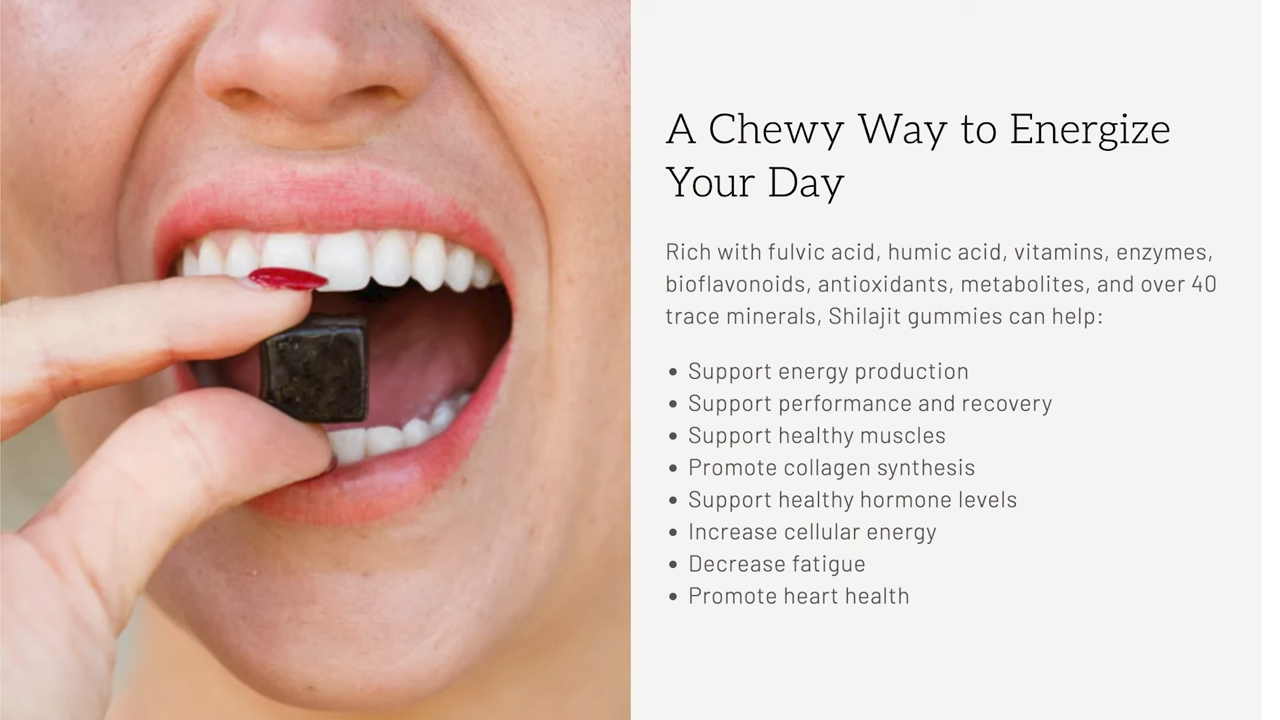 A Chewy Way to Energize
Your Day
Rich with fulvic acid, humic acid, vitamins, enzymes,
bioflavonoids, antioxidants, metabolites, and over 40
trace minerals, Shilajit gummies can help:
• Support energy production
• Support performance and recovery
• Support healthy muscles
• Promote collagen synthesis
• Support healthy hormone levels
• Increase cellular energy
• Decrease fatigue
• Promote heart health